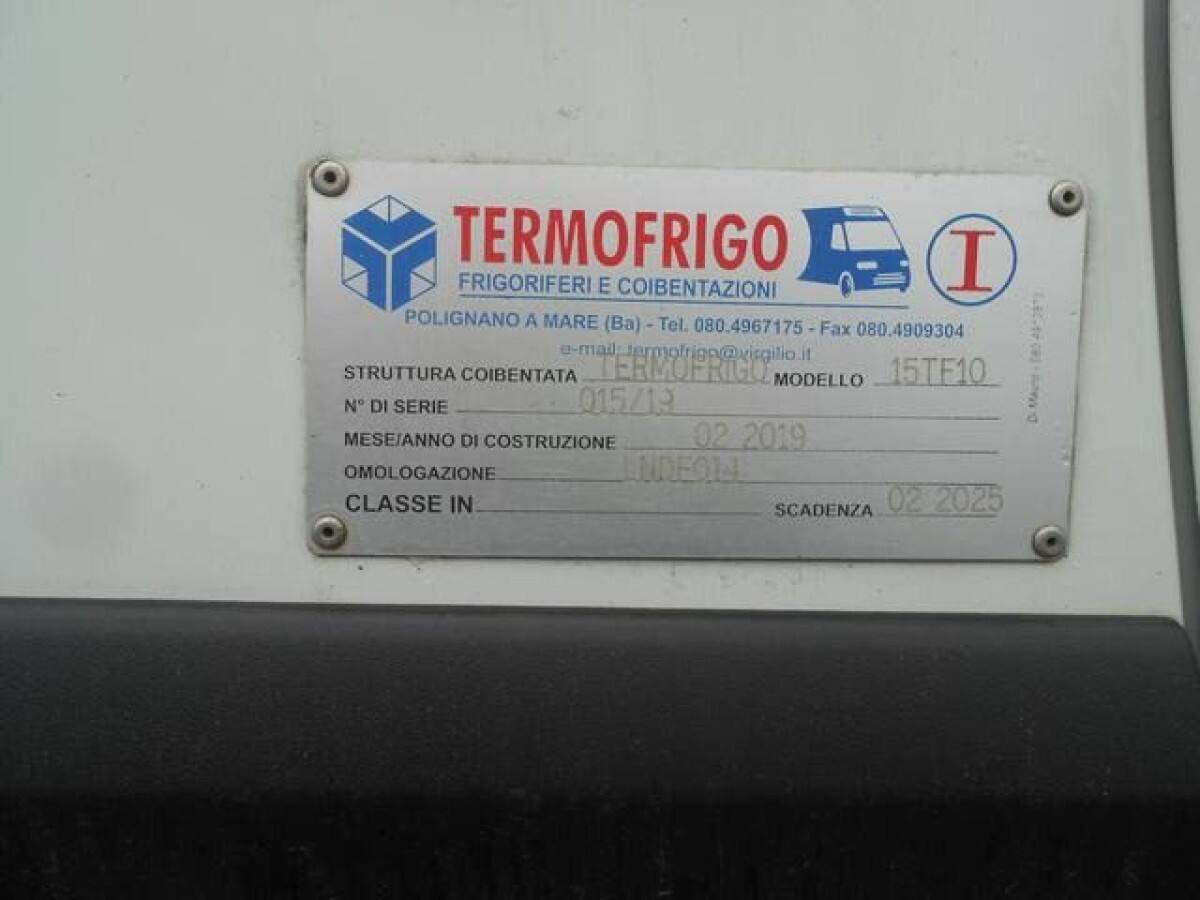 TERMOFRIGO
I
FRIGORIFERI E COIBENTAZIONI
POLIGNANO A MARE (Ba) - Tel. 080.4967175 - Fax 080.4909304
e-mail: termofrigo@virgilio.it
STRUTTURA COIBENTATA TERMOFRIGO MODELLO 15TF10
N° DI SERIE 015/19
MESE/ANNO DI COSTRUZIONE 02 2019
OMOLOGAZIONE
CLASSE IN SCADENZA 02 2025